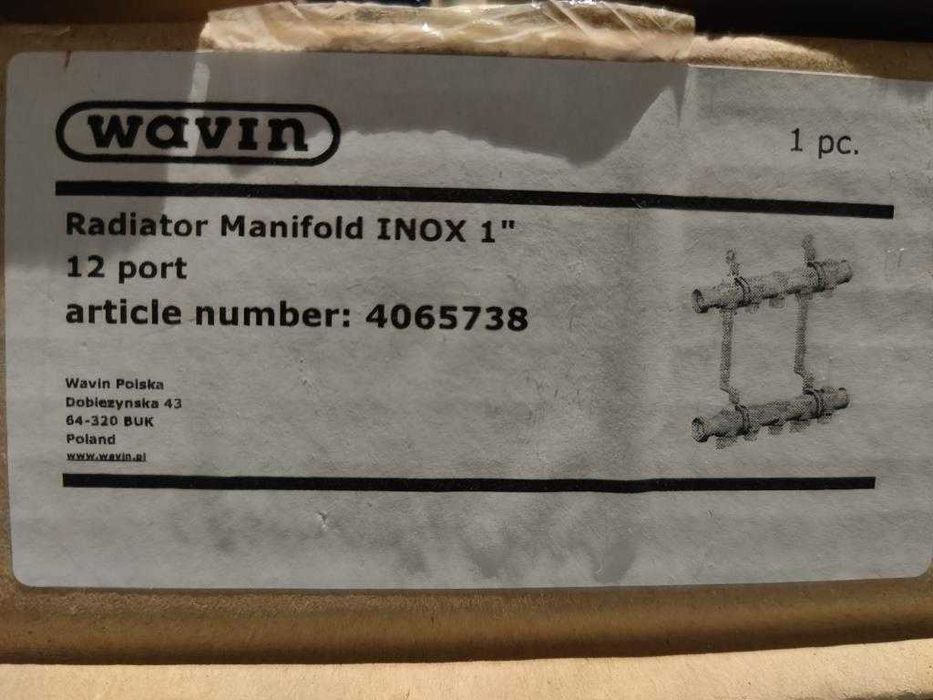 wavin
1 pc.
Radiator Manifold INOX 1"
12 port
article number: 4065738
Wavin Polska
Dobiezynska 43
64-320 BUK
Poland
www.wavin.pl